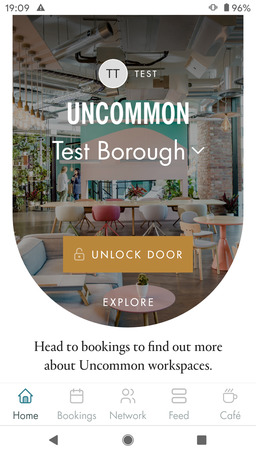 19:09
96%
TT TEST
UNCOMMON
Test Borough
UNLOCK DOOR
EXPLORE
Head to bookings to find out more
about Uncommon workspaces.
Home Bookings Network Feed Café